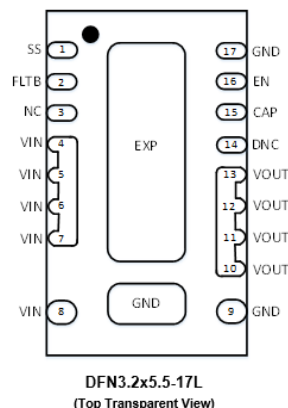 SS 1 17 GND
FLTB 2 16 EN
NC 3 15 CAP
VIN 4 EXP 14 DNC
VIN 5 13 VOUT
VIN 6 12 VOUT
VIN 7 11 VOUT
10 VOUT
VIN 8 GND 9 GND
DFN3.2x5.5-17L
(Top Transparent View)